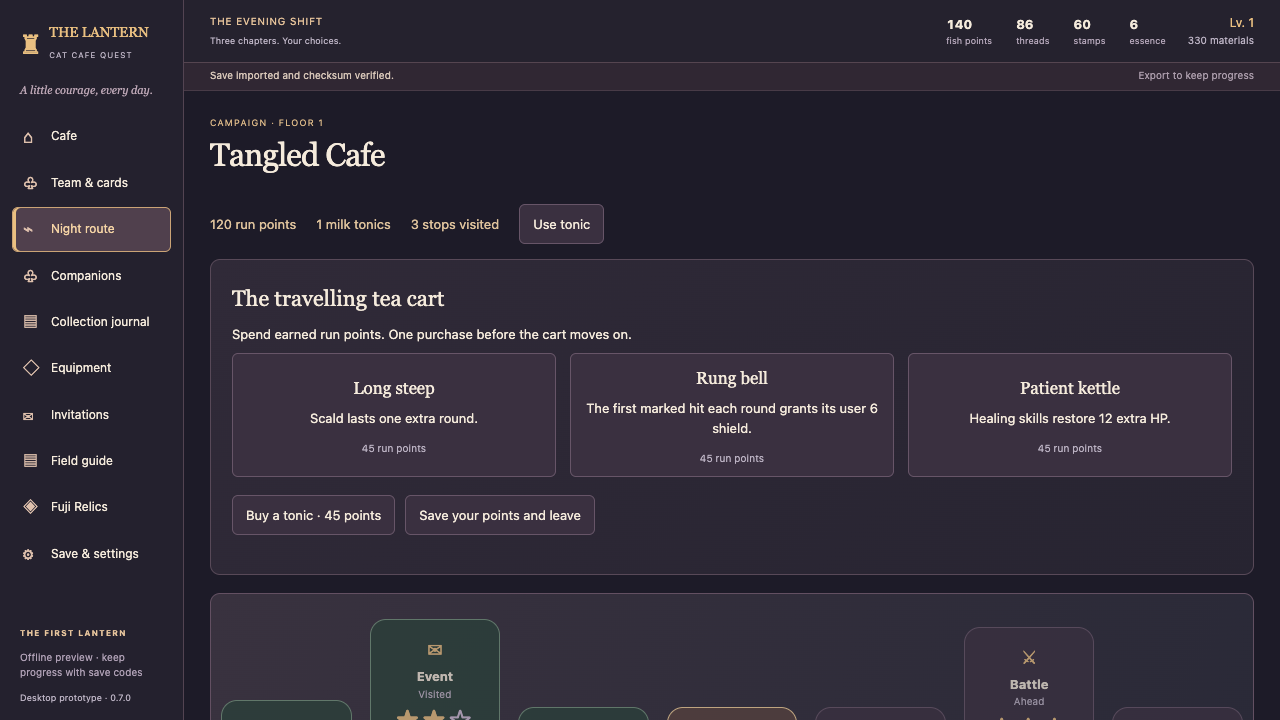 THE LANTERN
CAT CAFE QUEST
A little courage, every day.
Cafe
Team & cards
Night route
Companions
Collection journal
Equipment
Invitations
Field guide
Fuji Relics
Save & settings
THE FIRST LANTERN
Offline preview · keep
progress with save codes
Desktop prototype · 0.7.0
THE EVENING SHIFT
Three chapters. Your choices.
140
fish points
86
threads
60
stamps
6
essence
Lv. 1
330 materials
Save imported and checksum verified.
Export to keep progress
CAMPAIGN · FLOOR 1
Tangled Cafe
120 run points
1 milk tonics
3 stops visited
Use tonic
The travelling tea cart
Spend earned run points. One purchase before the cart moves on.
Long steep
Scald lasts one extra round.
45 run points
Rung bell
The first marked hit each round grants its user 6
shield.
45 run points
Patient kettle
Healing skills restore 12 extra HP.
45 run points
Buy a tonic · 45 points
Save your points and leave
Event
Visited
Battle
Ahead